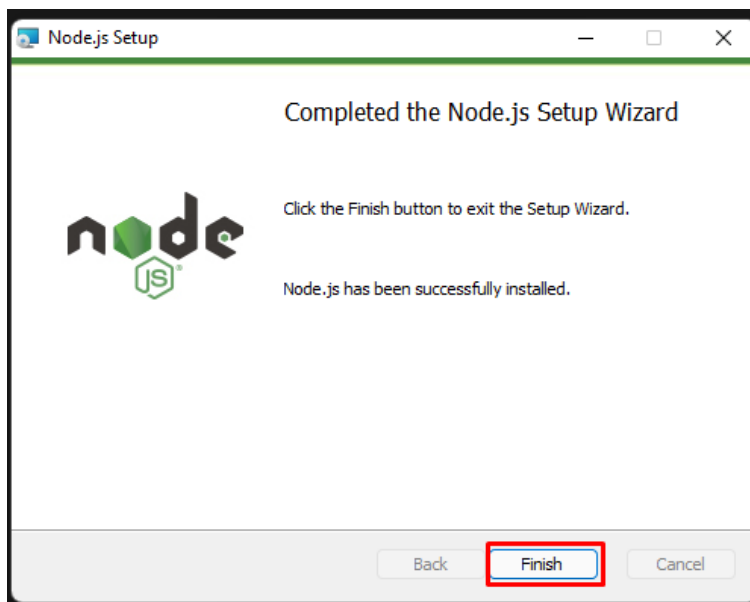 Node.js Setup
Completed the Node.js Setup Wizard
Click the Finish button to exit the Setup Wizard.
node
JS®
Node.js has been successfully installed.
Back Finish Cancel